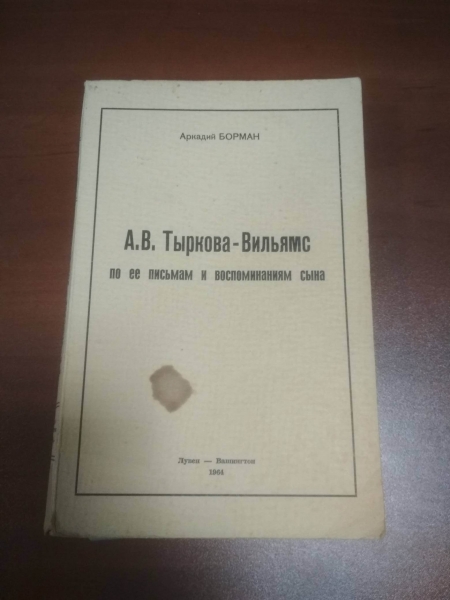 Аркадий БОРМАН
А.В. Тыркова-Вильямс
по ее письмам и воспоминаниям сына
Лувен — Вашингтон
1964